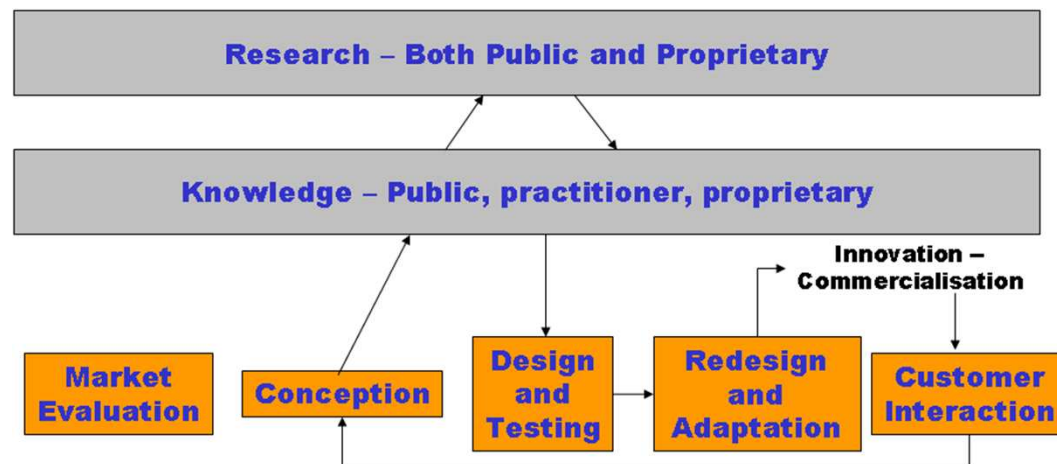 Research – Both Public and Proprietary
Knowledge – Public, practitioner, proprietary
Innovation –
Commercialisation
Market
Evaluation
Conception
Design
and
Testing
Redesign
and
Adaptation
Customer
Interaction